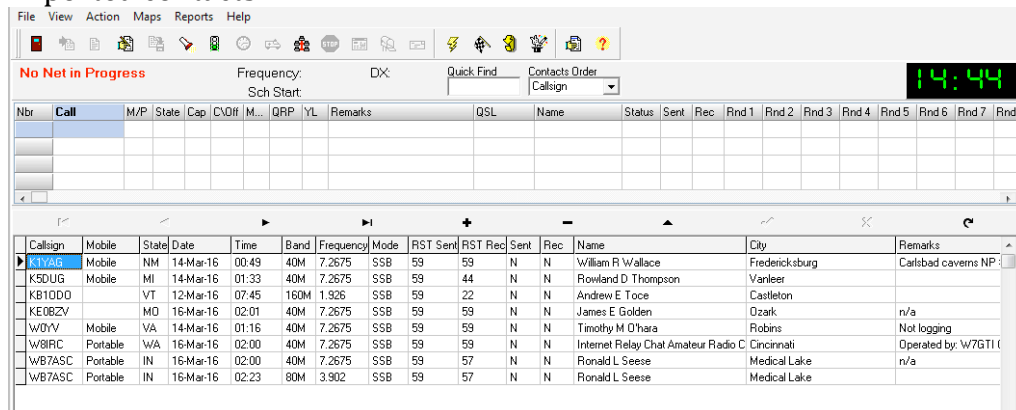 File View Action Maps Reports Help
STOP ?
No Net in Progress Frequency: DX: Quick Find Contacts Order 14:44
Sch Start: Callsign
Nbr Call M/P State Cap C\Off M... QRP YL Remarks QSL Name Status Sent Rec Rnd 1 Rnd 2 Rnd 3 Rnd 4 Rnd 5 Rnd 6 Rnd 7 Rnd
Callsign Mobile State Date Time Band Frequency Mode RST Sent RST Rec Sent Rec Name City Remarks
K1YAG Mobile NM 14-Mar-16 00:49 40M 7.2675 SSB 59 59 N N William R Wallace Fredericksburg Carlsbad caverns NP
K5DUG Mobile MI 14-Mar-16 01:33 40M 7.2675 SSB 59 44 N N Rowland D Thompson Vanleer
KB1ODO VT 12-Mar-16 07:45 160M 1.926 SSB 59 22 N N Andrew E Toce Castleton
KE0BZV MO 16-Mar-16 02:01 40M 7.2675 SSB 59 59 N N James E Golden Ozark n/a
W0YV Mobile VA 14-Mar-16 01:16 40M 7.2675 SSB 59 59 N N Timothy M O'hara Robins Not logging
W8IRC Portable WA 16-Mar-16 02:00 40M 7.2675 SSB 59 59 N N Internet Relay Chat Amateur Radio C Cincinnati Operated by: W7GTI (
WB7ASC Portable IN 16-Mar-16 02:00 40M 7.2675 SSB 59 57 N N Ronald L Seese Medical Lake n/a
WB7ASC Portable IN 16-Mar-16 02:23 80M 3.902 SSB 59 57 N N Ronald L Seese Medical Lake